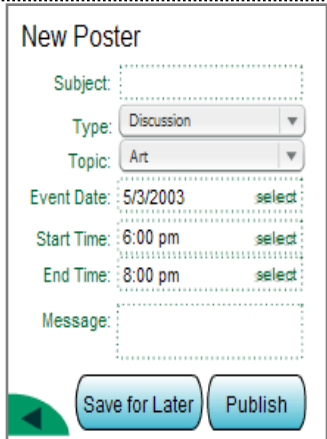 New Poster
Subject:
Type: Discussion
Topic: Art
Event Date: 5/3/2003 select
Start Time: 6:00 pm select
End Time: 8:00 pm select
Message:
Save for Later Publish